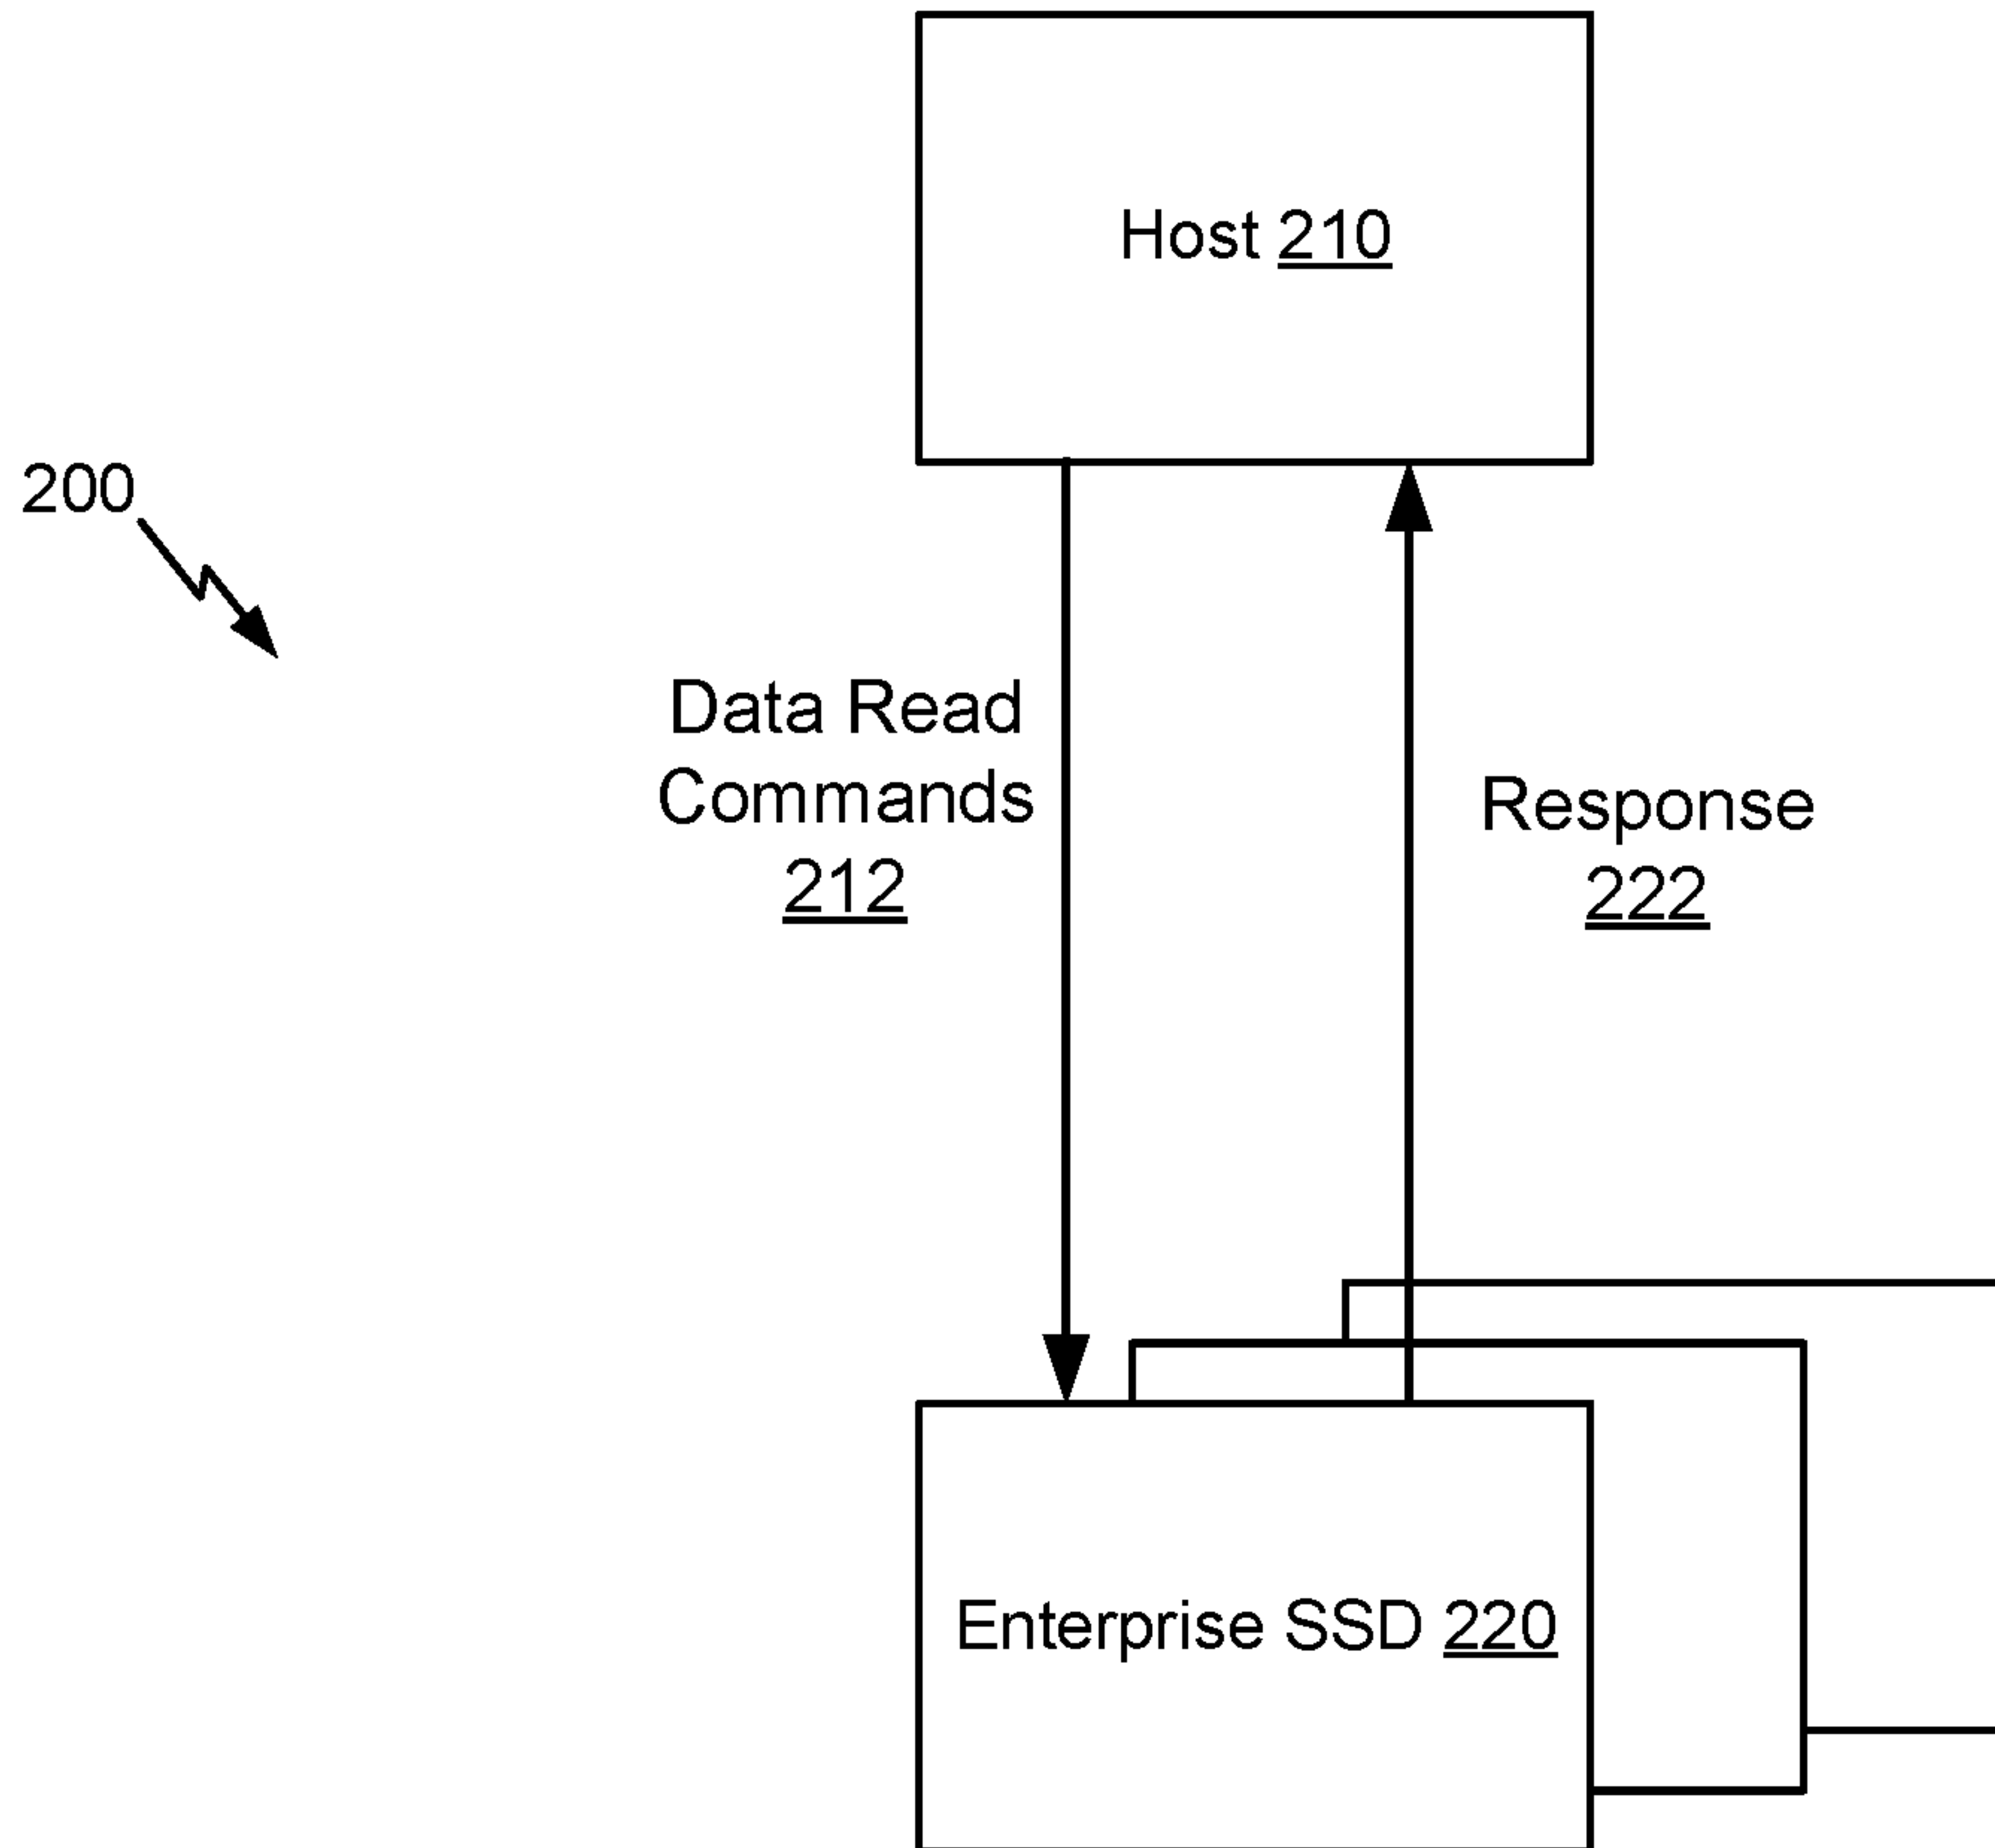 Host 210
200
Data Read
Commands
212
Response
222
Enterprise SSD 220